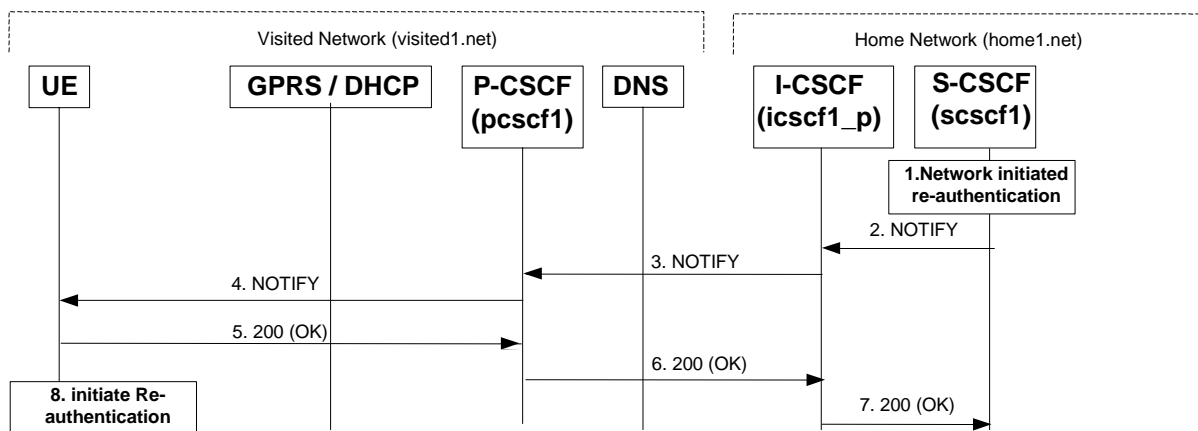 Visited Network (visited1.net)
Home Network (home1.net)
UE
GPRS / DHCP
P-CSCF
(pcscf1)
DNS
I-CSCF
(icscf1_p)
S-CSCF
(scscf1)
1.Network initiated
re-authentication
2. NOTIFY
3. NOTIFY
4. NOTIFY
5. 200 (OK)
6. 200 (OK)
7. 200 (OK)
8. initiate Re-
authentication